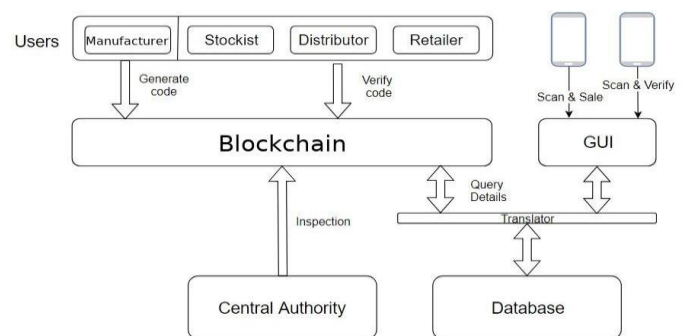 Users
Manufacturer
Stockist
Distributor
Retailer
Generate
code
Verify
code
Scan & Sale
Scan & Verify
Blockchain
GUI
Query
Details
Translator
Inspection
Central Authority
Database